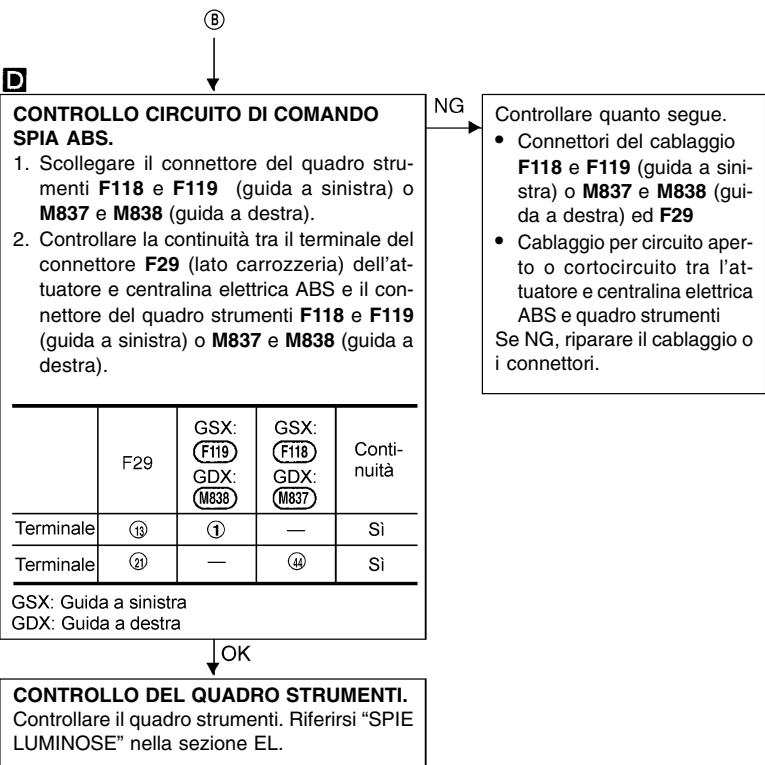 Ⓑ
D
CONTROLLO CIRCUITO DI COMANDO
SPIA ABS.
1. Scollegare il connettore del quadro stru-
menti F118 e F119 (guida a sinistra) o
M837 e M838 (guida a destra).
2. Controllare la continuità tra il terminale del
connettore F29 (lato carrozzeria) dell'at-
tuatore e centralina elettrica ABS e il con-
nettore del quadro strumenti F118 e F119
(guida a sinistra) o M837 e M838 (guida a
destra).
F29
GSX:
F119
GDX:
M838
GSX:
F118
GDX:
M837
Conti-
nuità
Terminale ⑬ ① — Sì
Terminale ㉑ — ㊹ Sì
GSX: Guida a sinistra
GDX: Guida a destra
NG
Controllare quanto segue.
• Connettori del cablaggio
F118 e F119 (guida a sini-
stra) o M837 e M838 (gui-
da a destra) ed F29
• Cablaggio per circuito aper-
to o cortocircuito tra l'at-
tuatore e centralina elettrica
ABS e quadro strumenti
Se NG, riparare il cablaggio o
i connettori.
OK
CONTROLLO DEL QUADRO STRUMENTI.
Controllare il quadro strumenti. Riferirsi “SPIE
LUMINOSE” nella sezione EL.